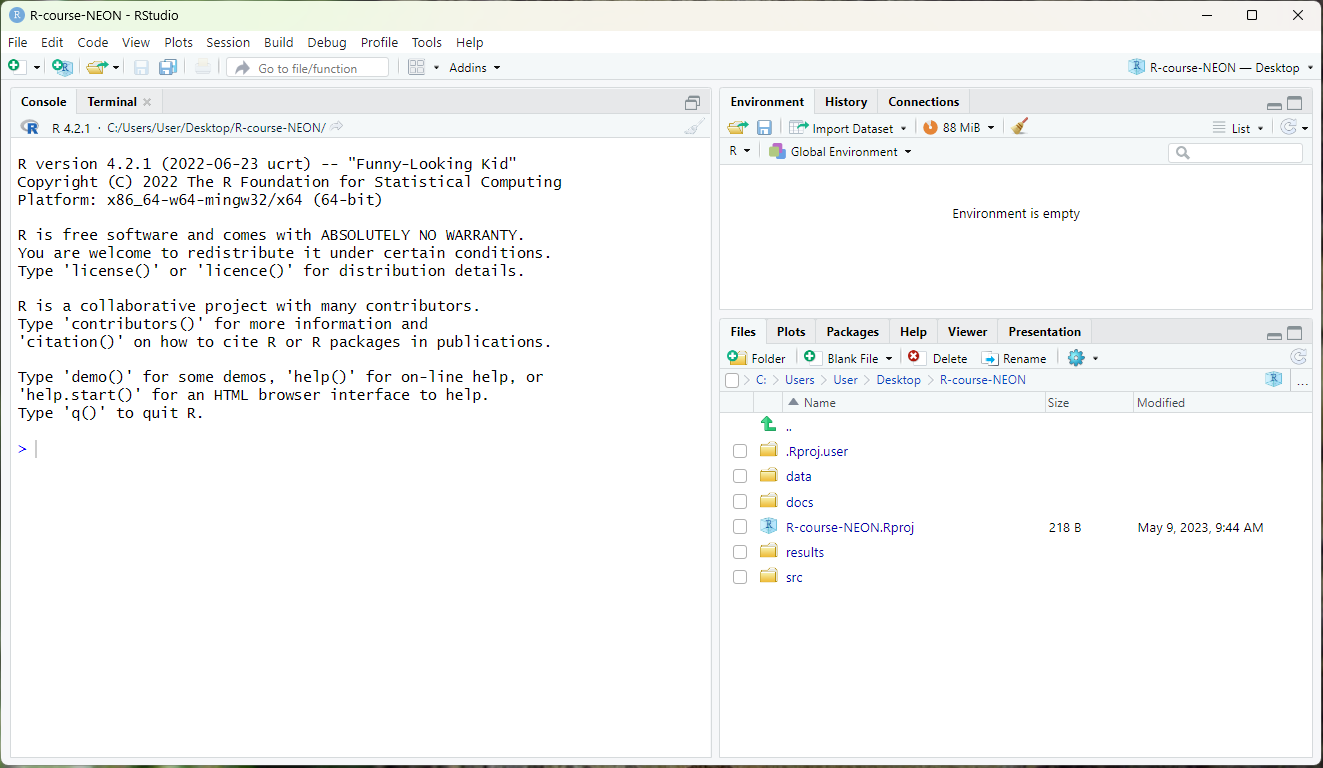 R-course-NEON - RStudio
File Edit Code View Plots Session Build Debug Profile Tools Help
Go to file/function Addins R-course-NEON — Desktop
Console Terminal
R 4.2.1 · C:/Users/User/Desktop/R-course-NEON/
R version 4.2.1 (2022-06-23 ucrt) -- "Funny-Looking Kid"
Copyright (C) 2022 The R Foundation for Statistical Computing
Platform: x86_64-w64-mingw32/x64 (64-bit)
R is free software and comes with ABSOLUTELY NO WARRANTY.
You are welcome to redistribute it under certain conditions.
Type 'license()' or 'licence()' for distribution details.
R is a collaborative project with many contributors.
Type 'contributors()' for more information and
'citation()' on how to cite R or R packages in publications.
Type 'demo()' for some demos, 'help()' for on-line help, or
'help.start()' for an HTML browser interface to help.
Type 'q()' to quit R.
>
Environment History Connections
Import Dataset 88 MiB List
R Global Environment
Environment is empty
Files Plots Packages Help Viewer Presentation
Folder Blank File Delete Rename
C: Users User Desktop R-course-NEON ...
Name Size Modified
..
.Rproj.user
data
docs
R-course-NEON.Rproj 218 B May 9, 2023, 9:44 AM
results
src